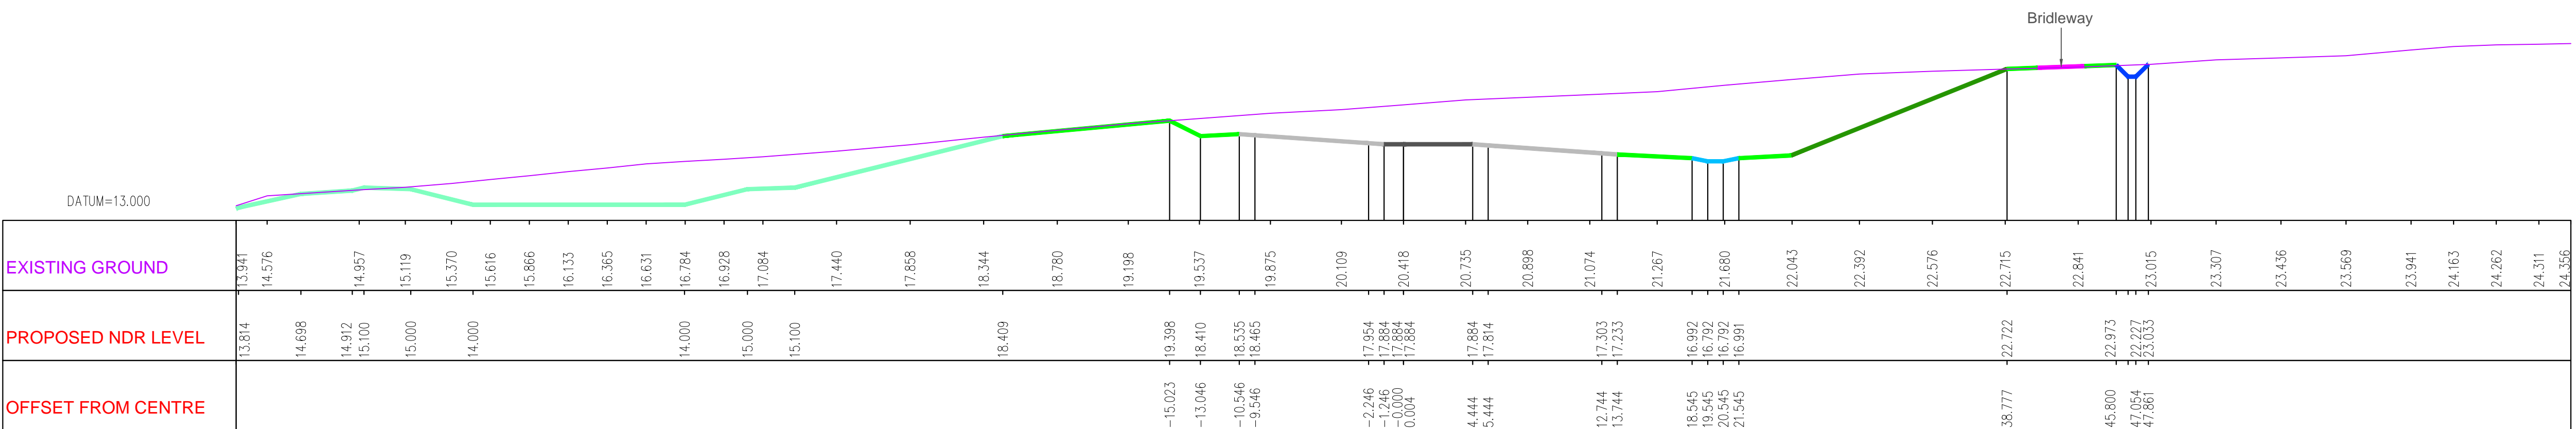 Bridleway
DATUM=13.000
EXISTING GROUND
13.941 14.576 14.957 15.119 15.370 15.616 15.866 16.133 16.365 16.631 16.784 16.928 17.084 17.440 17.858 18.344 18.780 19.198 19.537 19.875 20.109 20.418 20.735 20.898 21.074 21.267 21.680 22.043 22.392 22.576 22.715 22.841 23.015 23.307 23.436 23.569 23.941 24.163 24.262 24.311 24.356
PROPOSED NDR LEVEL
13.814 14.698 14.912 15.100 15.000 14.000 14.000 15.000 15.100 18.409 19.398 18.410 18.535 18.465 17.954 17.884 17.884 17.884 17.884 17.814 17.303 17.233 16.992 16.792 16.792 16.991 22.722 22.973 22.227 23.033
OFFSET FROM CENTRE
-15.023 -13.046 -10.546 -9.546 -2.246 -1.246 -0.000 0.004 4.444 5.444 12.744 13.744 18.545 19.545 20.545 21.545 38.777 45.800 47.054 47.861